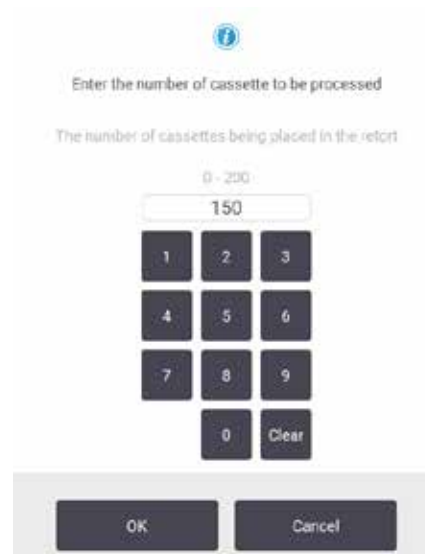 i
Enter the number of cassette to be processed
The number of cassettes being placed in the retort
0 - 200
150
1 2 3
4 5 6
7 8 9
0 Clear
OK Cancel